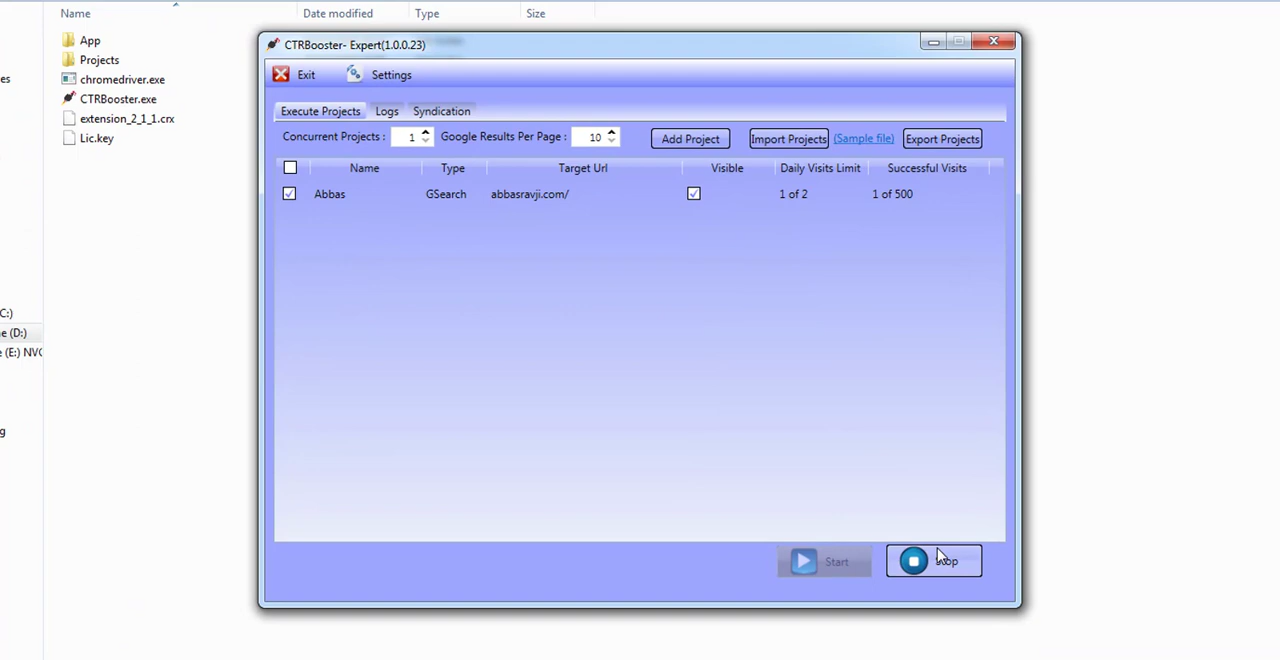 Name Date modified Type Size
App
Projects
chromedriver.exe
CTRBooster.exe
extension_2_1_1.crx
Lic.key
es
C:)
e (D:)
e (E:) NVC
g
CTRBooster- Expert(1.0.0.23)
Exit Settings
Execute Projects Logs Syndication
Concurrent Projects : 1 Google Results Per Page : 10 Add Project Import Projects (Sample file) Export Projects
Name Type Target Url Visible Daily Visits Limit Successful Visits
Abbas GSearch abbasravji.com/ 1 of 2 1 of 500
Start